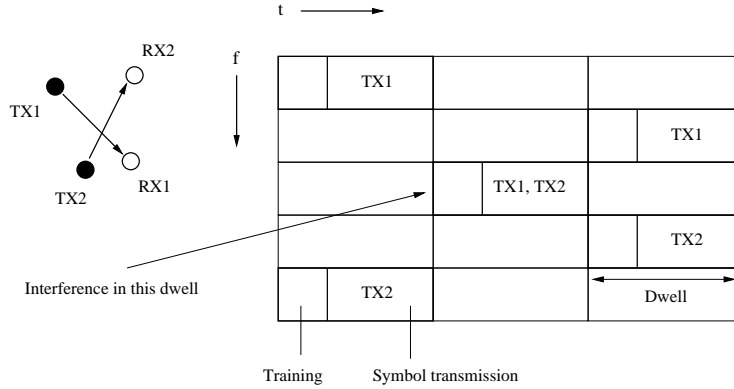 t
f
RX2
TX1
TX2
RX1
TX1
TX1
TX1, TX2
TX2
TX2
Dwell
Interference in this dwell
Training
Symbol transmission